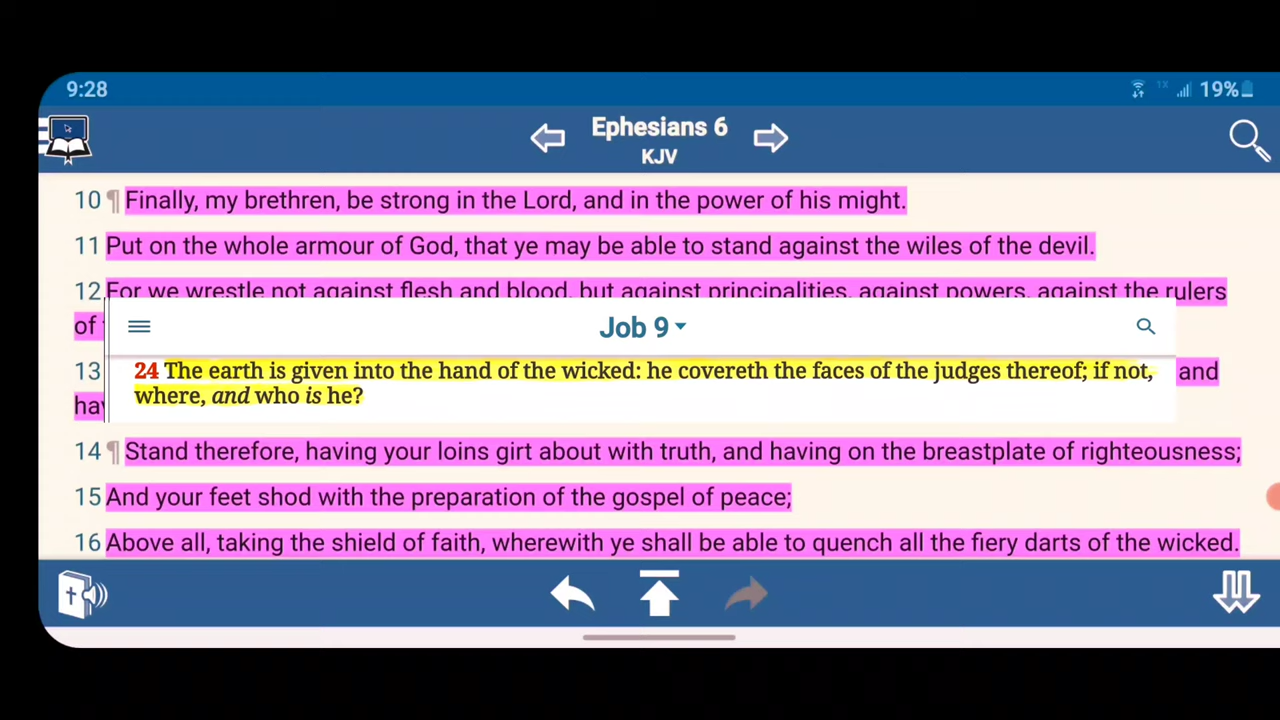 9:28
1X
19%
Ephesians 6
KJV
10 ¶ Finally, my brethren, be strong in the Lord, and in the power of his might.
11 Put on the whole armour of God, that ye may be able to stand against the wiles of the devil.
12 For we wrestle not against flesh and blood, but against principalities, against powers, against the rulers
of
Job 9
24 The earth is given into the hand of the wicked: he covereth the faces of the judges thereof; if not,
where, and who is he?
13 and
14 ¶ Stand therefore, having your loins girt about with truth, and having on the breastplate of righteousness;
15 And your feet shod with the preparation of the gospel of peace;
16 Above all, taking the shield of faith, wherewith ye shall be able to quench all the fiery darts of the wicked.